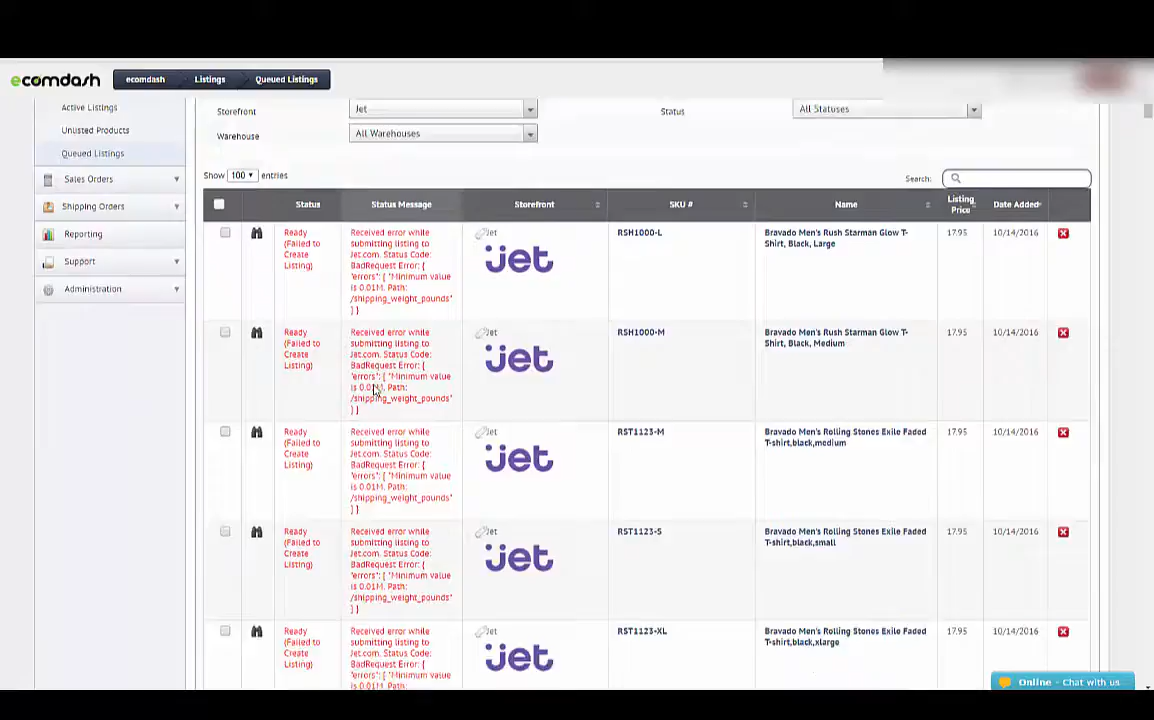 ecomdash
ecomdash Listings Queued Listings
Active Listings
Unlisted Products
Queued Listings
Sales Orders
Shipping Orders
Reporting
Support
Administration
Storefront Jet Status All Statuses
Warehouse All Warehouses
Show 100 entries Search:
Status Status Message Storefront SKU # Name Listing Price Date Added
Ready
(Failed to
Create
Listing)
Received error while
submitting listing to
Jet.com. Status Code:
BadRequest Error: {
"errors": [ "Minimum value
is 0.01M. Path:
/shipping_weight_pounds"
] }
Jet
jet
RSH1000-L
Bravado Men's Rush Starman Glow T-
Shirt, Black, Large
17.95
10/14/2016
Ready
(Failed to
Create
Listing)
Received error while
submitting listing to
Jet.com. Status Code:
BadRequest Error: {
"errors": [ "Minimum value
is 0.01M. Path:
/shipping_weight_pounds"
] }
Jet
jet
RSH1000-M
Bravado Men's Rush Starman Glow T-
Shirt, Black, Medium
17.95
10/14/2016
Ready
(Failed to
Create
Listing)
Received error while
submitting listing to
Jet.com. Status Code:
BadRequest Error: {
"errors": [ "Minimum value
is 0.01M. Path:
/shipping_weight_pounds"
] }
Jet
jet
RST1123-M
Bravado Men's Rolling Stones Exile Faded
T-shirt,black,medium
17.95
10/14/2016
Ready
(Failed to
Create
Listing)
Received error while
submitting listing to
Jet.com. Status Code:
BadRequest Error: {
"errors": [ "Minimum value
is 0.01M. Path:
/shipping_weight_pounds"
] }
Jet
jet
RST1123-S
Bravado Men's Rolling Stones Exile Faded
T-shirt,black,small
17.95
10/14/2016
Ready
(Failed to
Create
Listing)
Received error while
submitting listing to
Jet.com. Status Code:
BadRequest Error: {
"errors": [ "Minimum value
is 0.01M. Path:
Jet
jet
RST1123-XL
Bravado Men's Rolling Stones Exile Faded
T-shirt,black,xlarge
17.95
10/14/2016
Online - Chat with us